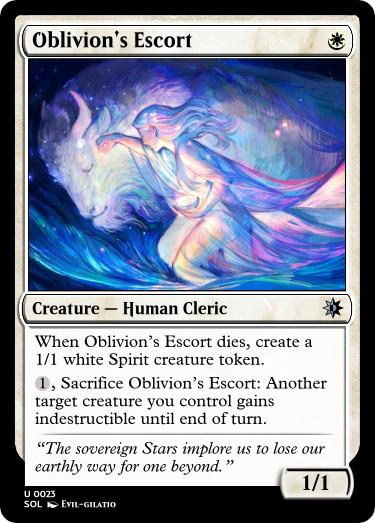 Oblivion's Escort
Creature — Human Cleric
When Oblivion's Escort dies, create a
1/1 white Spirit creature token.
1, Sacrifice Oblivion's Escort: Another
target creature you control gains
indestructible until end of turn.
“The sovereign Stars implore us to lose our
earthly way for one beyond.”
1/1
U 0023
SOL Evil-gilatio